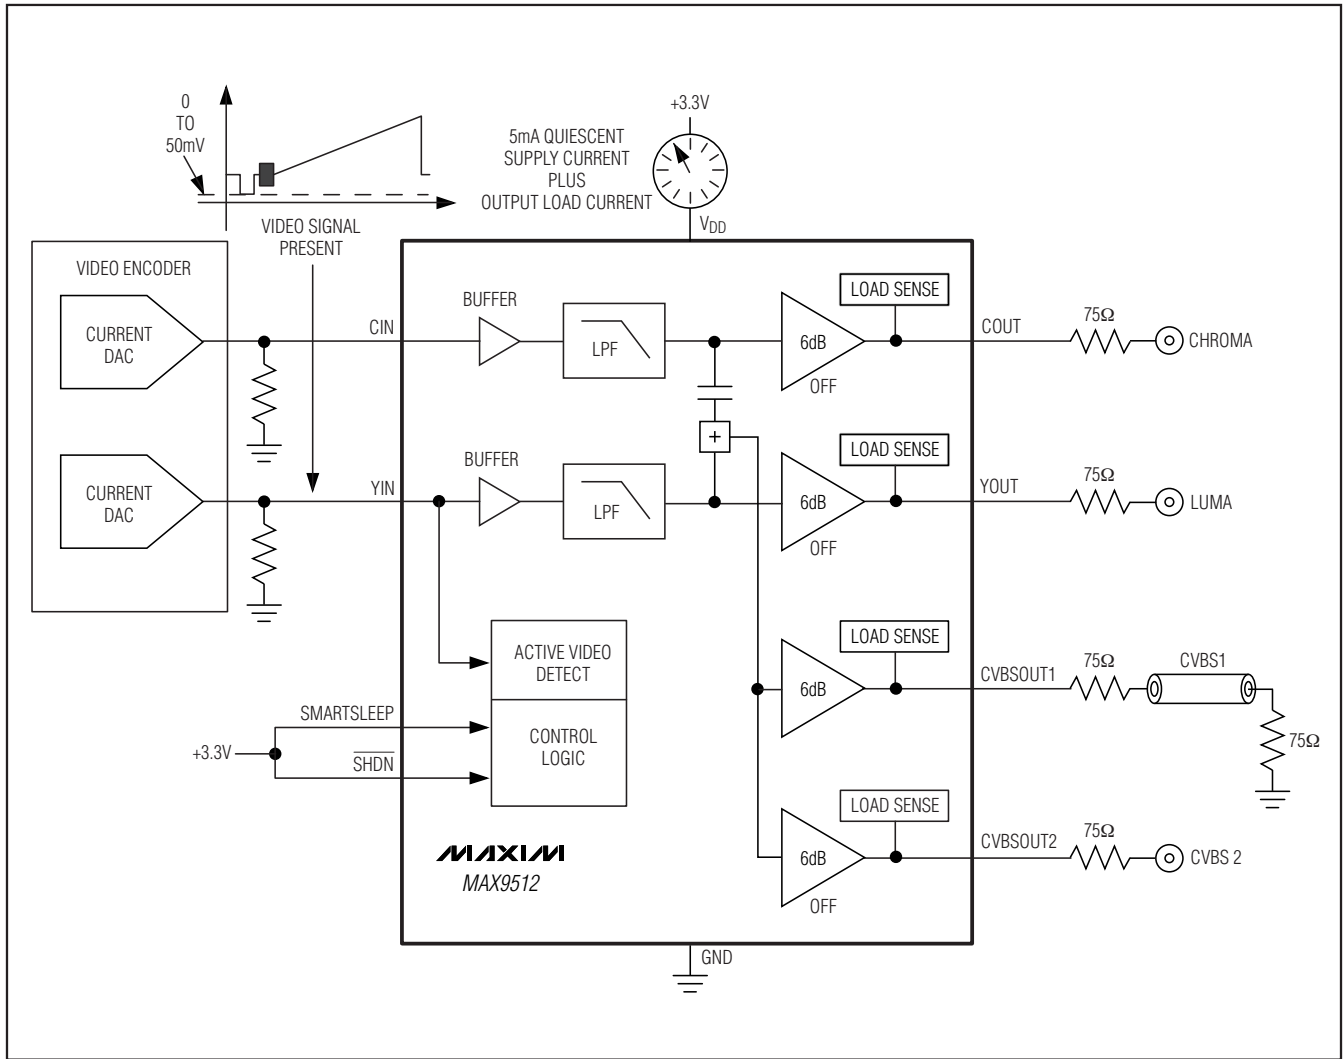 0
TO
50mV
5mA QUIESCENT
SUPPLY CURRENT
PLUS
OUTPUT LOAD CURRENT
+3.3V
VDD
VIDEO SIGNAL
PRESENT
VIDEO ENCODER
CURRENT
DAC
CURRENT
DAC
CIN
BUFFER
LPF
6dB
OFF
LOAD SENSE
COUT
75Ω
CHROMA
+
YIN
BUFFER
LPF
6dB
OFF
LOAD SENSE
YOUT
75Ω
LUMA
ACTIVE VIDEO
DETECT
CONTROL
LOGIC
SMARTSLEEP
+3.3V
SHDN
6dB
LOAD SENSE
CVBSOUT1
75Ω
CVBS1
75Ω
6dB
OFF
LOAD SENSE
CVBSOUT2
75Ω
CVBS 2
MAXIM
MAX9512
GND